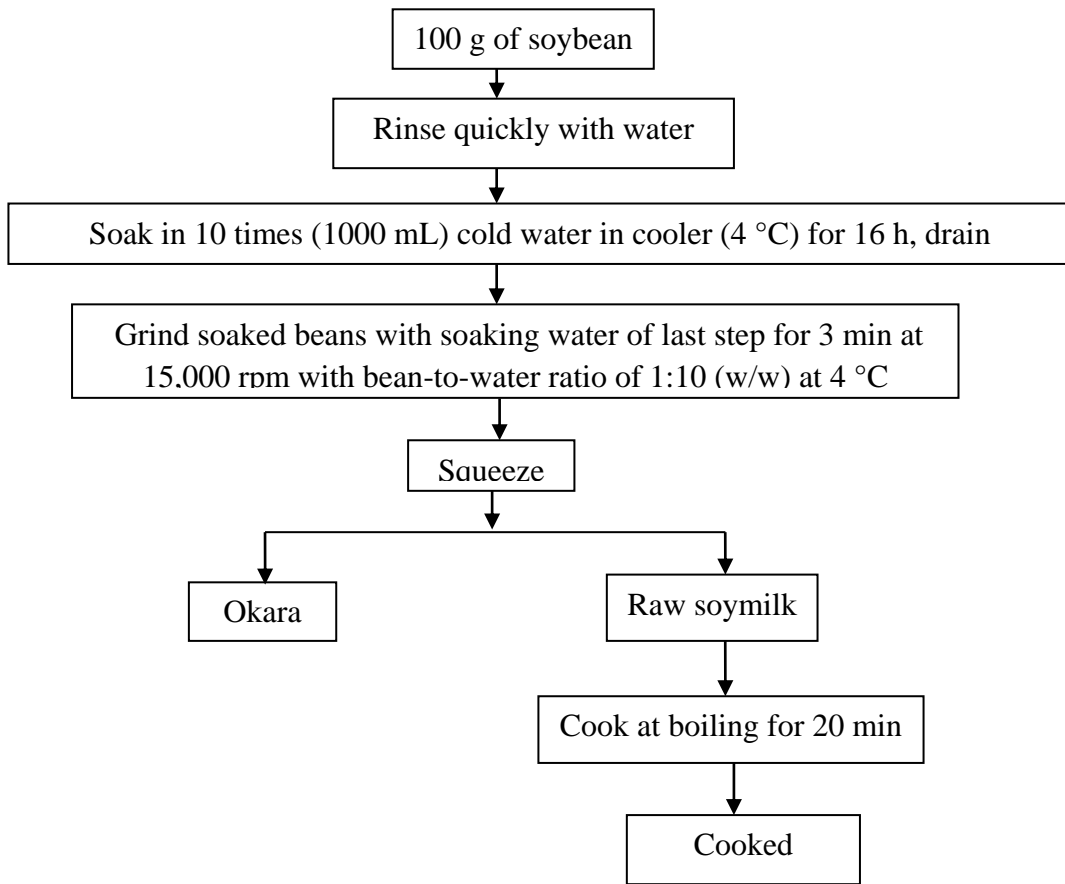 100 g of soybean
Rinse quickly with water
Soak in 10 times (1000 mL) cold water in cooler (4 °C) for 16 h, drain
Grind soaked beans with soaking water of last step for 3 min at
15,000 rpm with bean-to-water ratio of 1:10 (w/w) at 4 °C
Squeeze
Okara
Raw soymilk
Cook at boiling for 20 min
Cooked